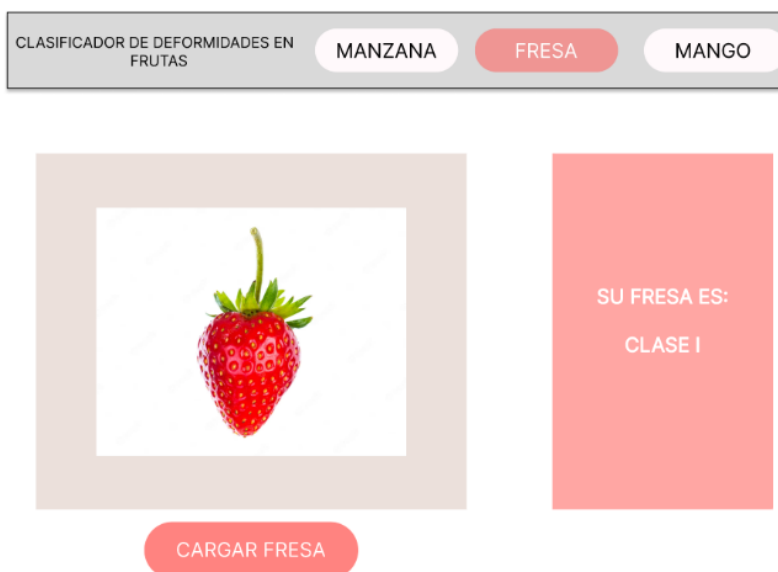 CLASIFICADOR DE DEFORMIDADES EN
FRUTAS
MANZANA
FRESA
MANGO
SU FRESA ES:
CLASE I
CARGAR FRESA